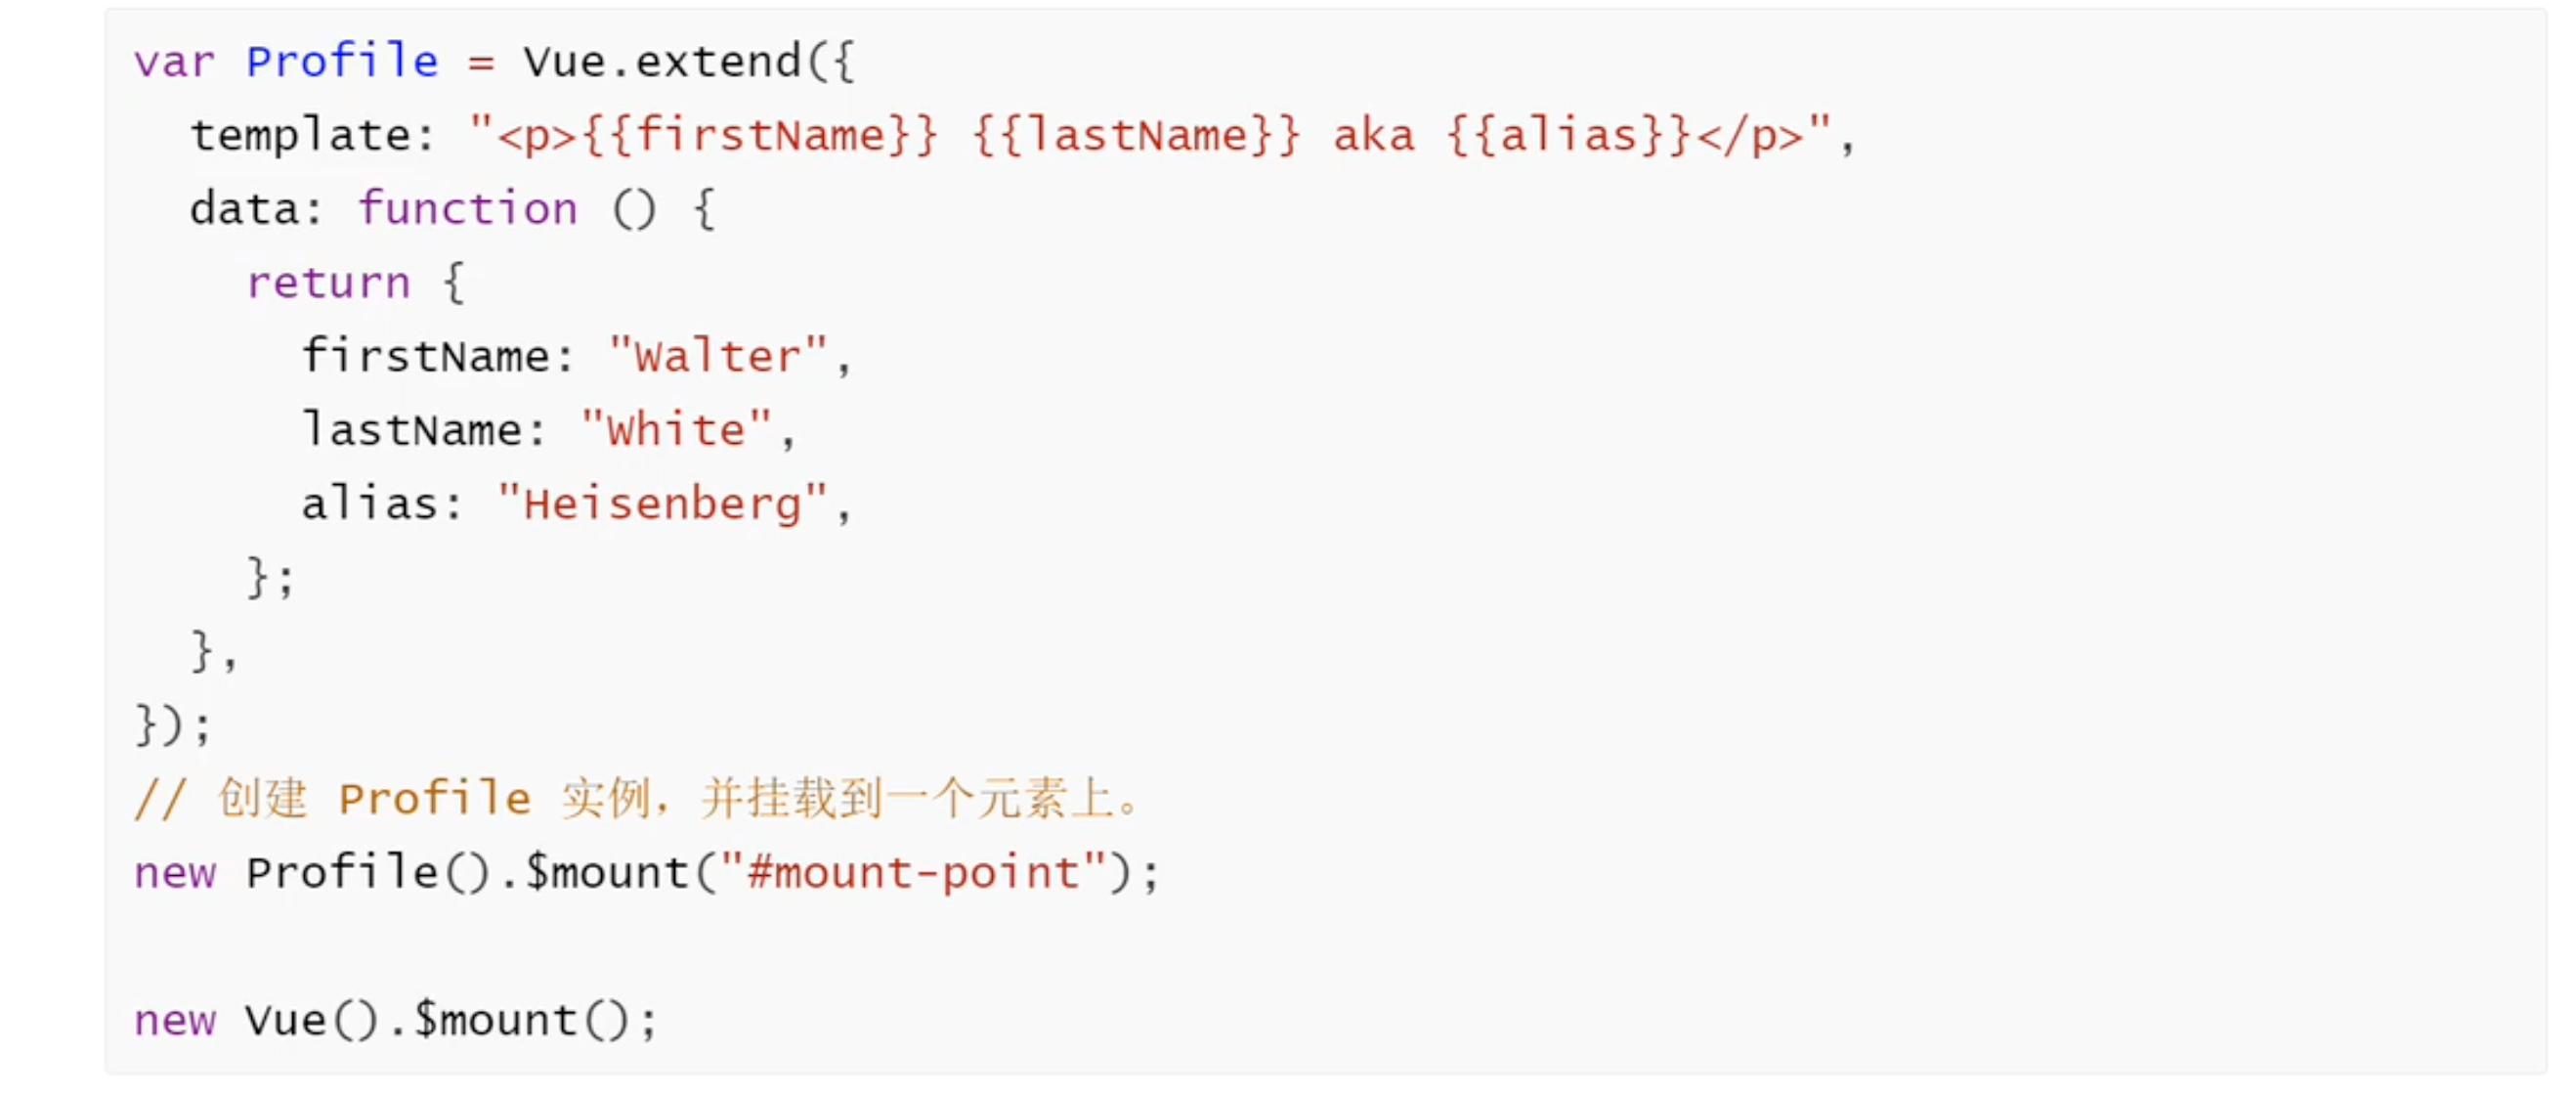 var Profile = Vue.extend({
  template: "<p>{{firstName}} {{lastName}} aka {{alias}}</p>",
  data: function () {
    return {
      firstName: "Walter",
      lastName: "White",
      alias: "Heisenberg",
    };
  },
});
// 创建 Profile 实例，并挂载到一个元素上。
new Profile().$mount("#mount-point");

new Vue().$mount();